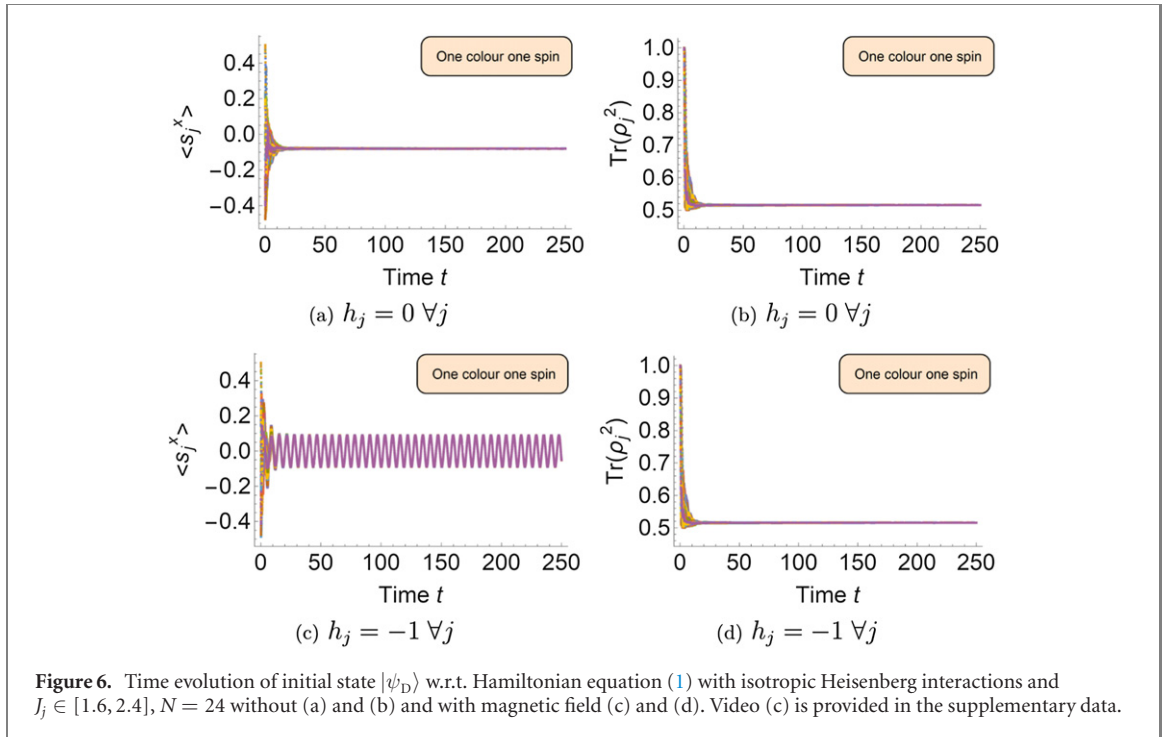 One colour one spin
<s_j^x>
0.4
0.2
0.0
−0.2
−0.4
0 50 100 150 200 250
Time t
(a) h_j = 0 ∀j
One colour one spin
Tr(ρ_j^2)
1.0
0.9
0.8
0.7
0.6
0.5
0 50 100 150 200 250
Time t
(b) h_j = 0 ∀j
One colour one spin
<s_j^x>
0.4
0.2
0.0
−0.2
−0.4
0 50 100 150 200 250
Time t
(c) h_j = −1 ∀j
One colour one spin
Tr(ρ_j^2)
1.0
0.9
0.8
0.7
0.6
0.5
0 50 100 150 200 250
Time t
(d) h_j = −1 ∀j
Figure 6. Time evolution of initial state |ψ_D⟩ w.r.t. Hamiltonian equation (1) with isotropic Heisenberg interactions and
J_j ∈ [1.6, 2.4], N = 24 without (a) and (b) and with magnetic field (c) and (d). Video (c) is provided in the supplementary data.